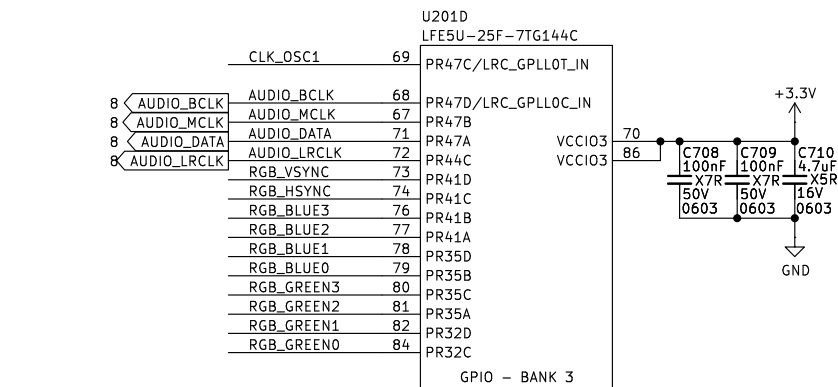 U201D
LFE5U-25F-7TG144C
CLK_OSC1 69 PR47C/LRC_GPLL0T_IN
8 AUDIO_BCLK AUDIO_BCLK 68 PR47D/LRC_GPLL0C_IN
8 AUDIO_MCLK AUDIO_MCLK 67 PR47B
8 AUDIO_DATA AUDIO_DATA 71 PR47A
8 AUDIO_LRCLK AUDIO_LRCLK 72 PR44C
RGB_VSYNC 73 PR41D
RGB_HSYNC 74 PR41C
RGB_BLUE3 76 PR41B
RGB_BLUE2 77 PR41A
RGB_BLUE1 78 PR35D
RGB_BLUE0 79 PR35B
RGB_GREEN3 80 PR35C
RGB_GREEN2 81 PR35A
RGB_GREEN1 82 PR32D
RGB_GREEN0 84 PR32C
GPIO - BANK 3
VCCIO3 70
VCCIO3 86
+3.3V
C708
100nF
X7R
50V
0603
C709
100nF
X7R
50V
0603
C710
4.7uF
X5R
16V
0603
GND